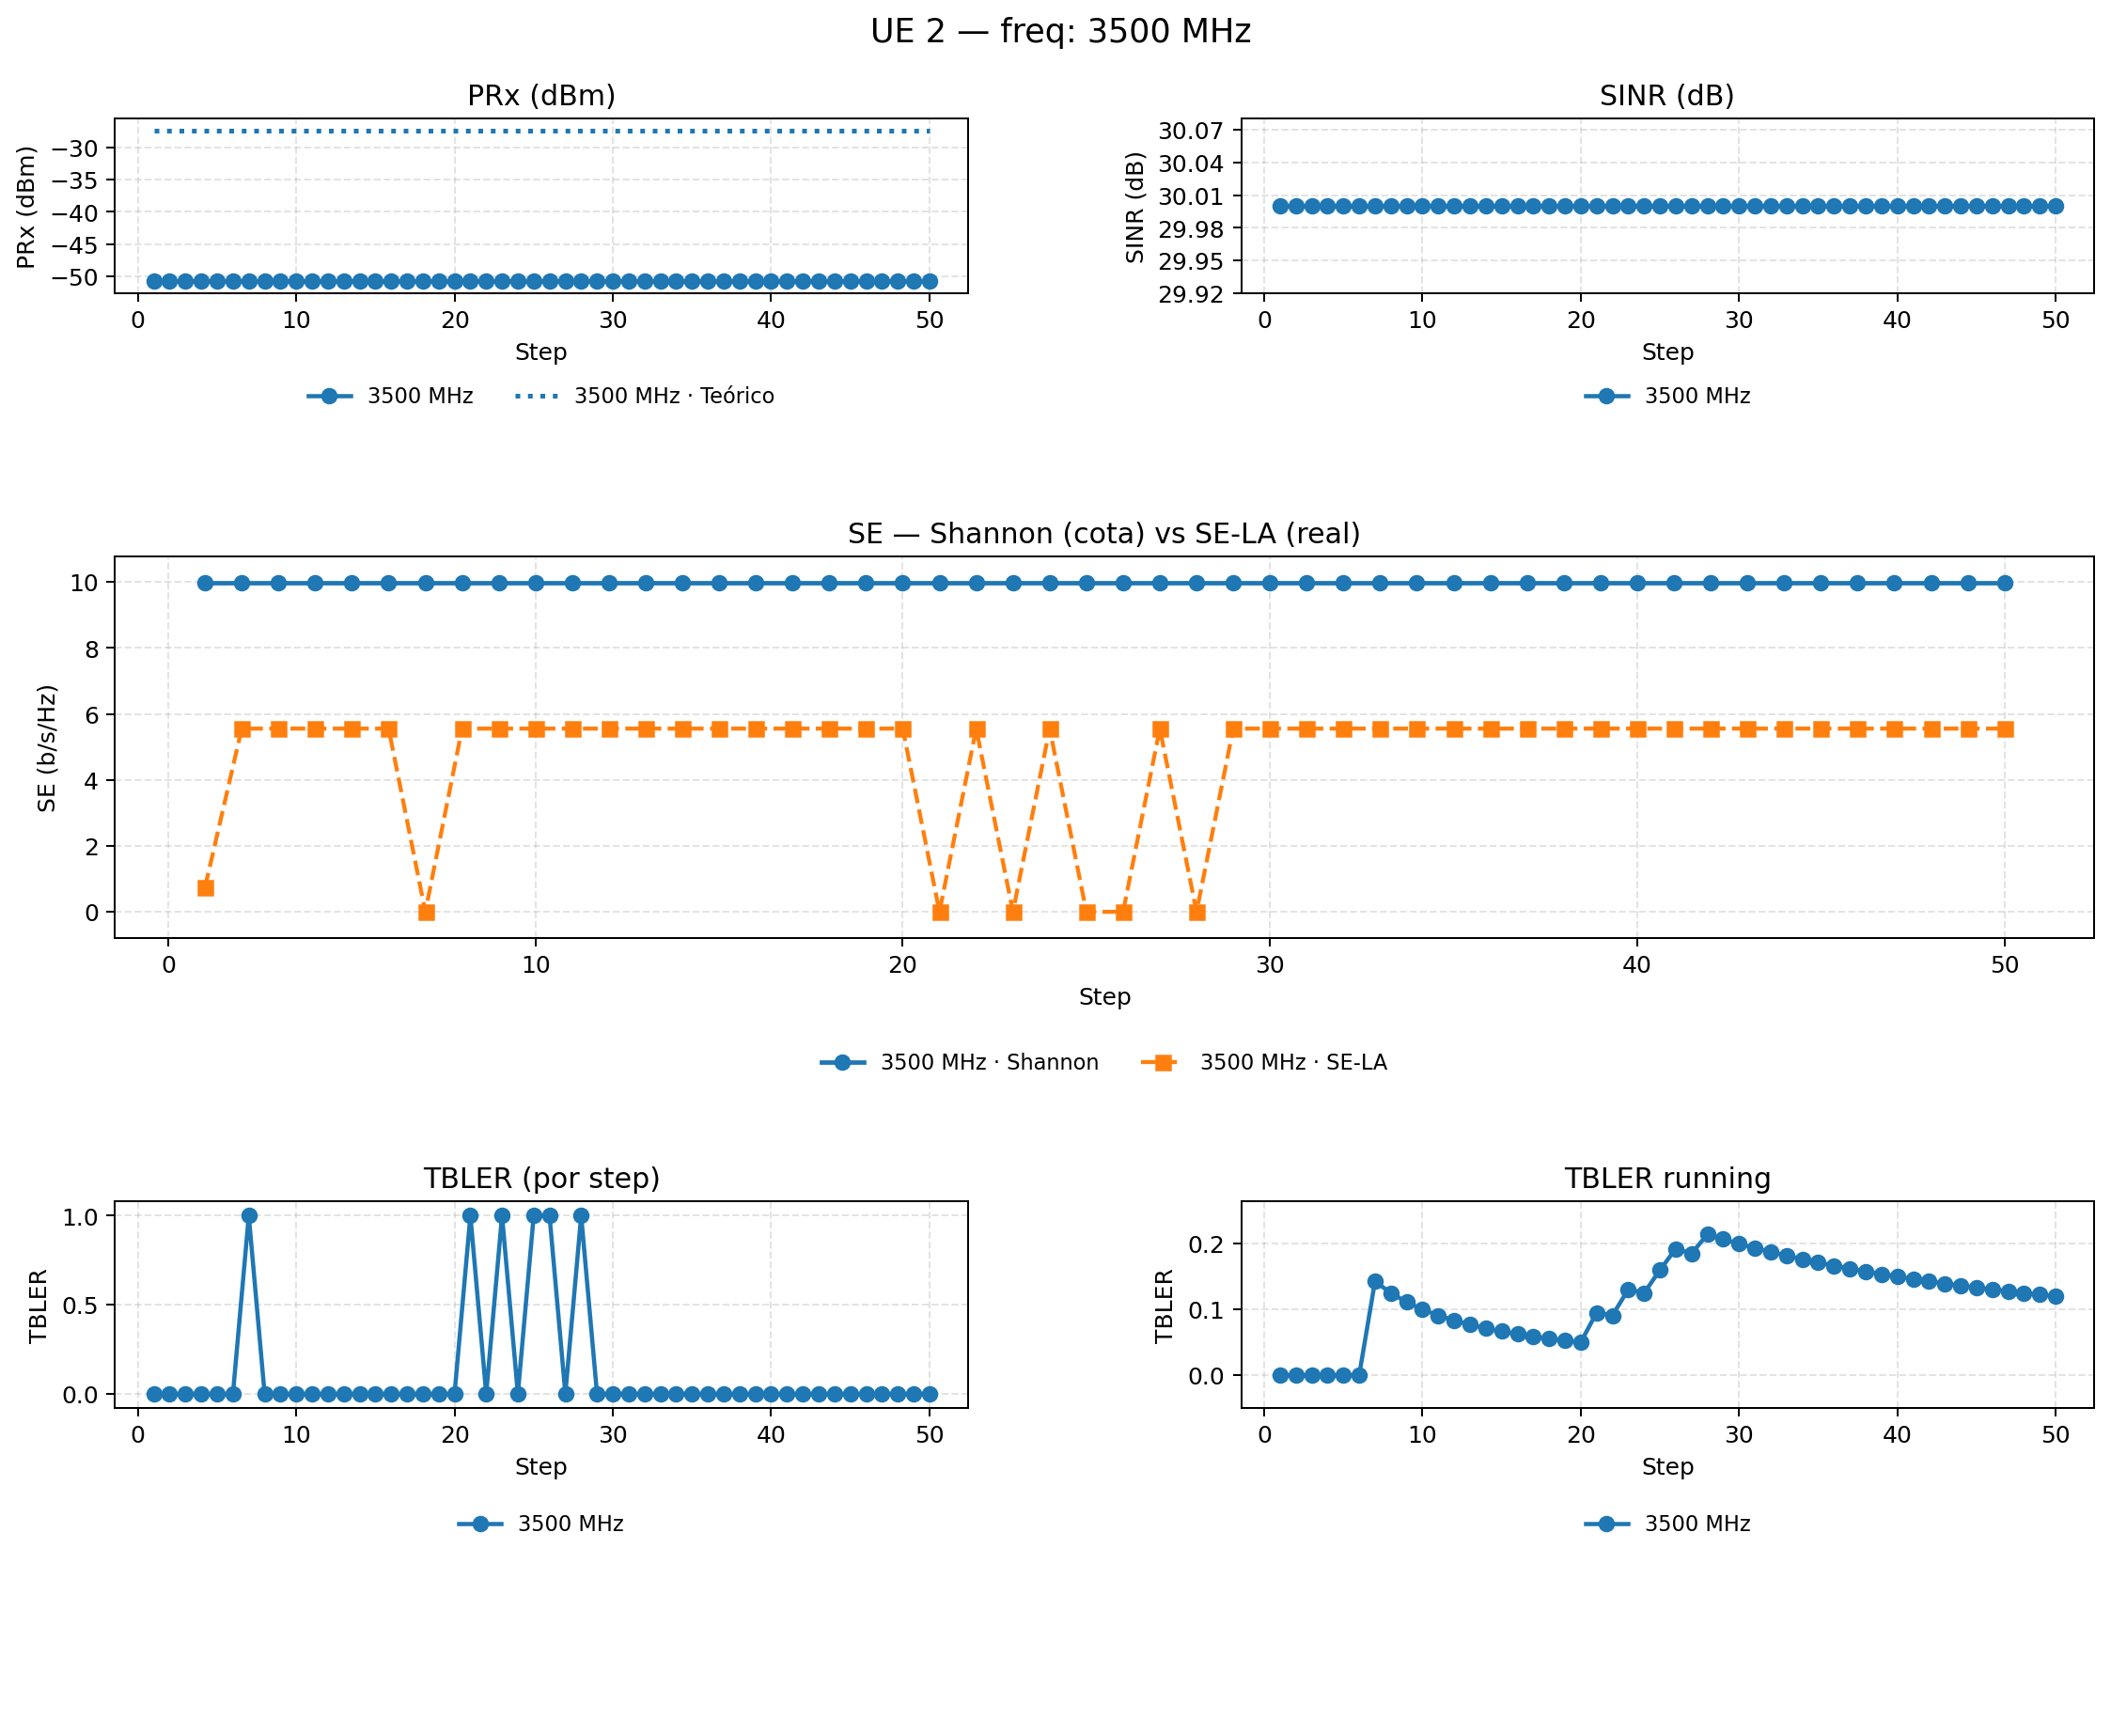 UE 2 — freq: 3500 MHz
PRx (dBm)
PRx (dBm)
−30
−35
−40
−45
−50
0 10 20 30 40 50
Step
3500 MHz 3500 MHz · Teórico
SINR (dB)
SINR (dB)
30.07
30.04
30.01
29.98
29.95
29.92
0 10 20 30 40 50
Step
3500 MHz
SE — Shannon (cota) vs SE-LA (real)
SE (b/s/Hz)
10
8
6
4
2
0
0 10 20 30 40 50
Step
3500 MHz · Shannon 3500 MHz · SE-LA
TBLER (por step)
TBLER
1.0
0.5
0.0
0 10 20 30 40 50
Step
3500 MHz
TBLER running
TBLER
0.2
0.1
0.0
0 10 20 30 40 50
Step
3500 MHz